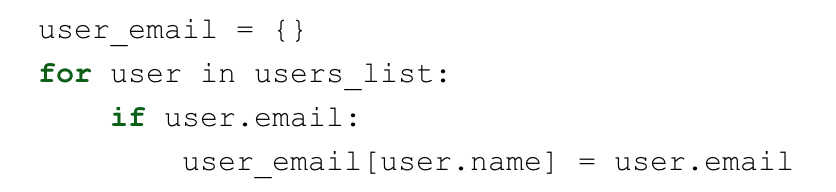 user_email = {}
for user in users_list:
    if user.email:
        user_email[user.name] = user.email